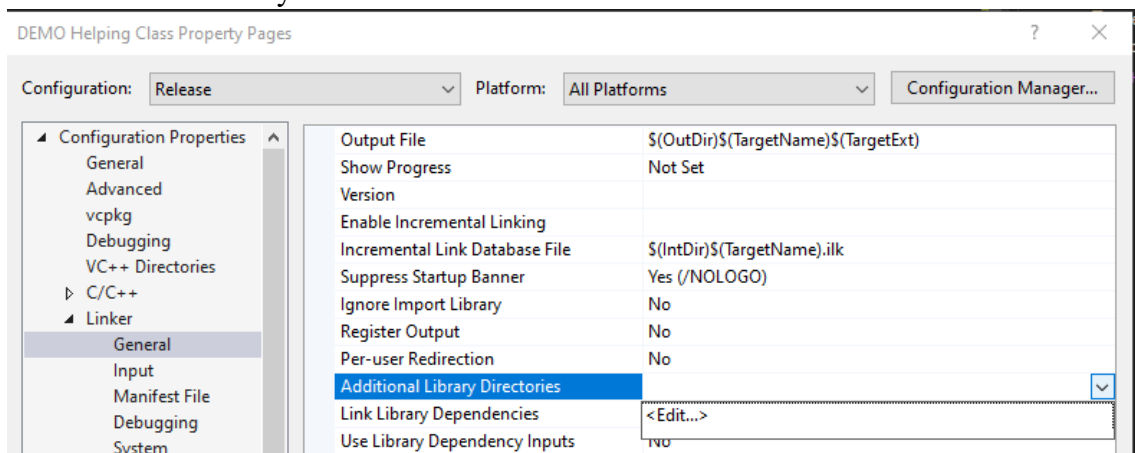 DEMO Helping Class Property Pages ?
Configuration: Release Platform: All Platforms Configuration Manager...
Configuration Properties
General
Advanced
vcpkg
Debugging
VC++ Directories
C/C++
Linker
General
Input
Manifest File
Debugging
System
Output File $(OutDir)$(TargetName)$(TargetExt)
Show Progress Not Set
Version
Enable Incremental Linking
Incremental Link Database File $(IntDir)$(TargetName).ilk
Suppress Startup Banner Yes (/NOLOGO)
Ignore Import Library No
Register Output No
Per-user Redirection No
Additional Library Directories
Link Library Dependencies <Edit...>
Use Library Dependency Inputs No